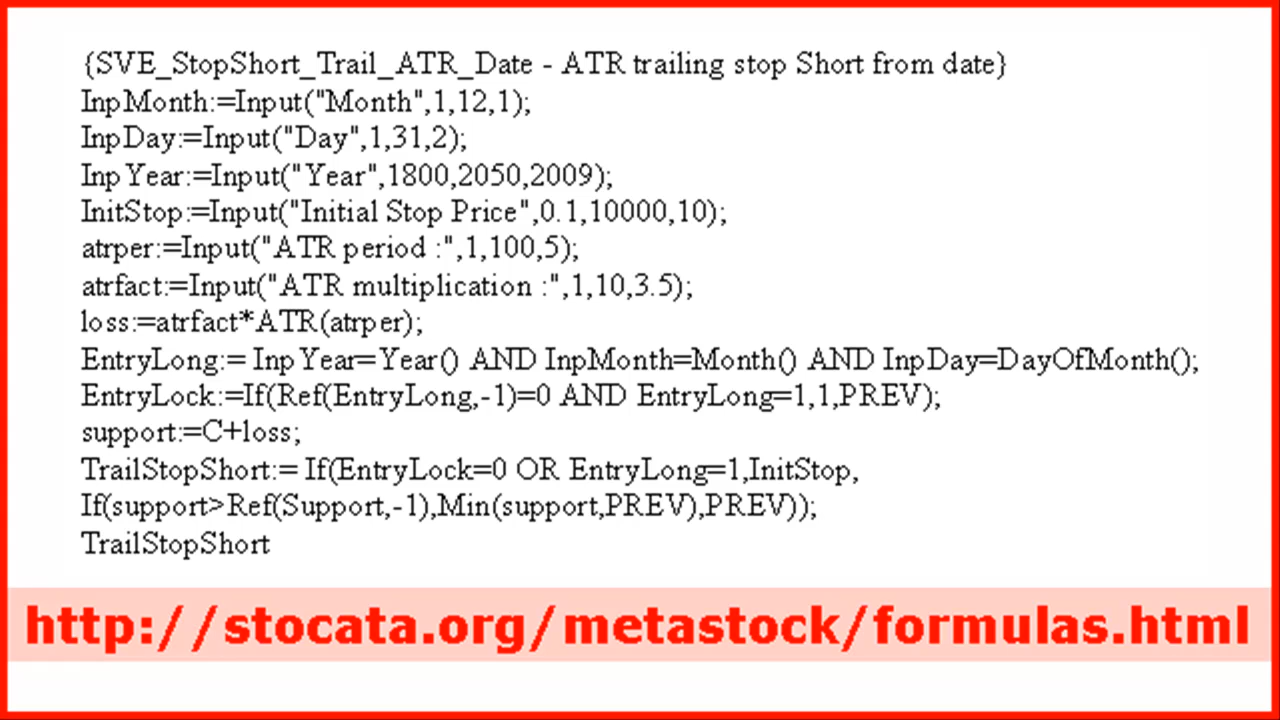 {SVE_StopShort_Trail_ATR_Date - ATR trailing stop Short from date}
InpMonth:=Input("Month",1,12,1);
InpDay:=Input("Day",1,31,2);
InpYear:=Input("Year",1800,2050,2009);
InitStop:=Input("Initial Stop Price",0.1,10000,10);
atrper:=Input("ATR period :",1,100,5);
atrfact:=Input("ATR multiplication :",1,10,3.5);
loss:=atrfact*ATR(atrper);
EntryLong:= InpYear=Year() AND InpMonth=Month() AND InpDay=DayOfMonth();
EntryLock:=If(Ref(EntryLong,-1)=0 AND EntryLong=1,1,PREV);
support:=C+loss;
TrailStopShort:= If(EntryLock=0 OR EntryLong=1,InitStop,
If(support>Ref(Support,-1),Min(support,PREV),PREV));
TrailStopShort
http://stocata.org/metastock/formulas.html